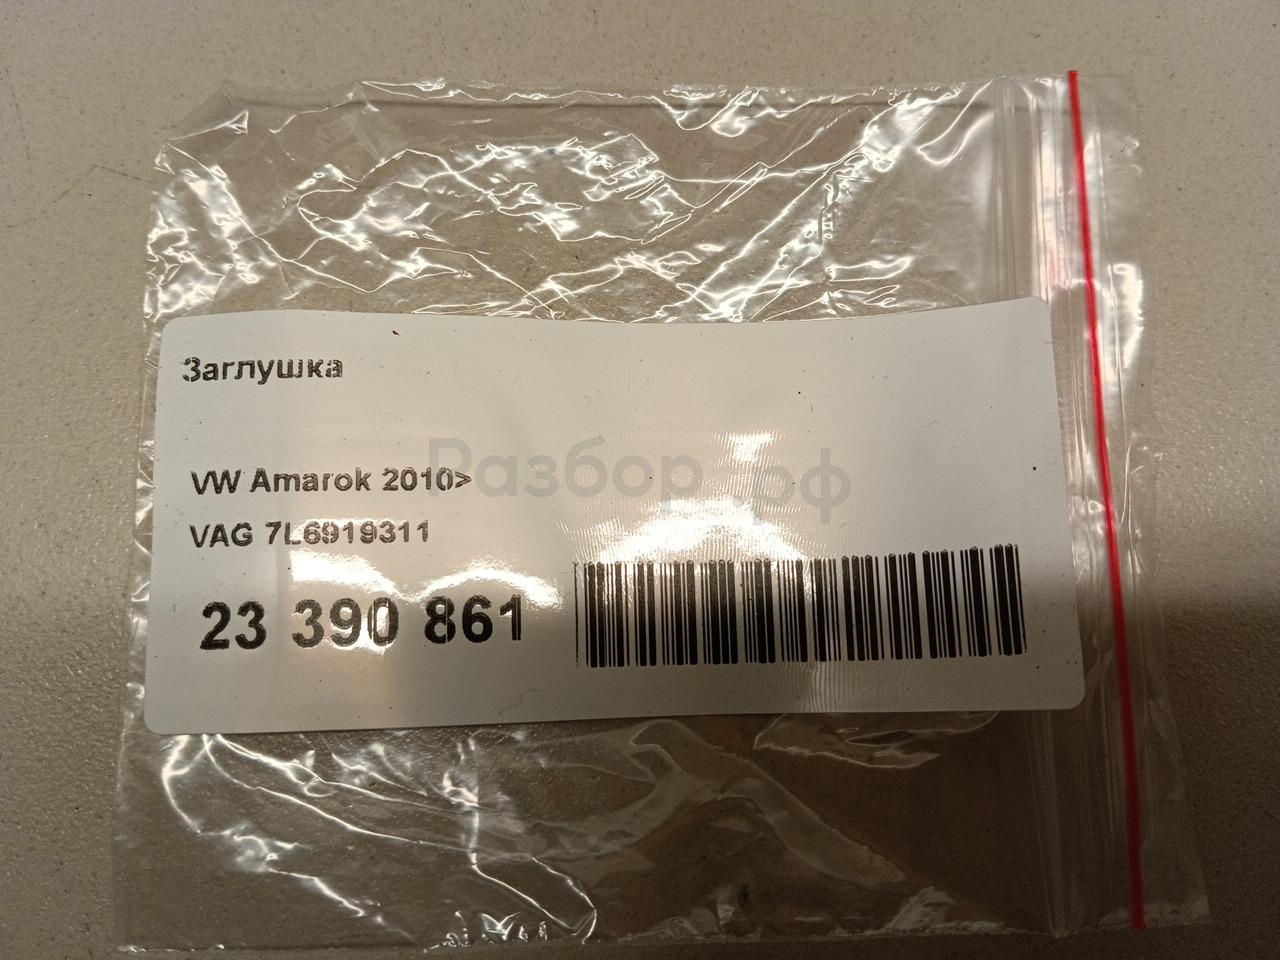 Заглушка
VW Amarok 2010>
VAG 7L6919311
23 390 861
Разбор.рф